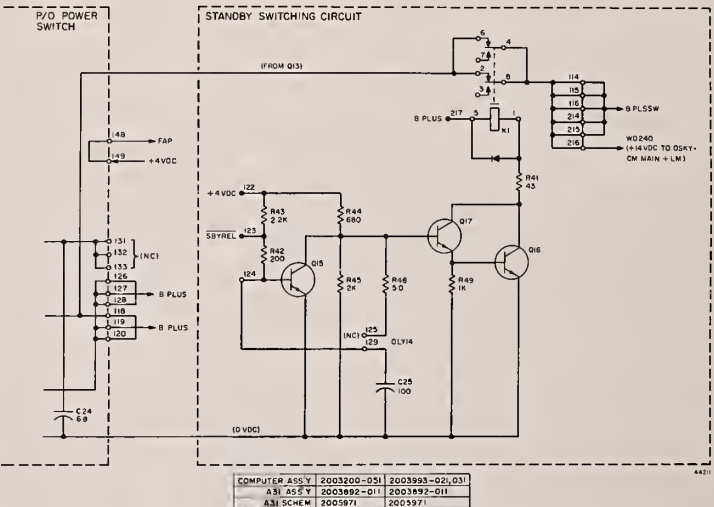 P/O POWER
SWITCH
STANDBY SWITCHING CIRCUIT
(FROM Q13)
6
4
7
2
8
3
B PLUS
217
5
1
K1
114
115
116
214
215
216
B PLSSW
WD240
(+14VDC TO OSKY-
CM MAIN + LM)
148
FAP
149
+4VDC
R41
43
+4VDC
122
R43
2.2K
R44
680
SBYREL
123
R42
200
Q15
Q17
Q16
124
131
132
(NC)
133
126
127
B PLUS
128
118
119
B PLUS
120
R45
2K
R49
1K
(NC)
125
129
OLY14
C25
100
C24
68
(0 VDC)
44211
COMPUTER ASS'Y 2003200-051 2003993-021,031
A31 ASS'Y 2003892-011 2003892-011
A31 SCHEM 2005971 2005971